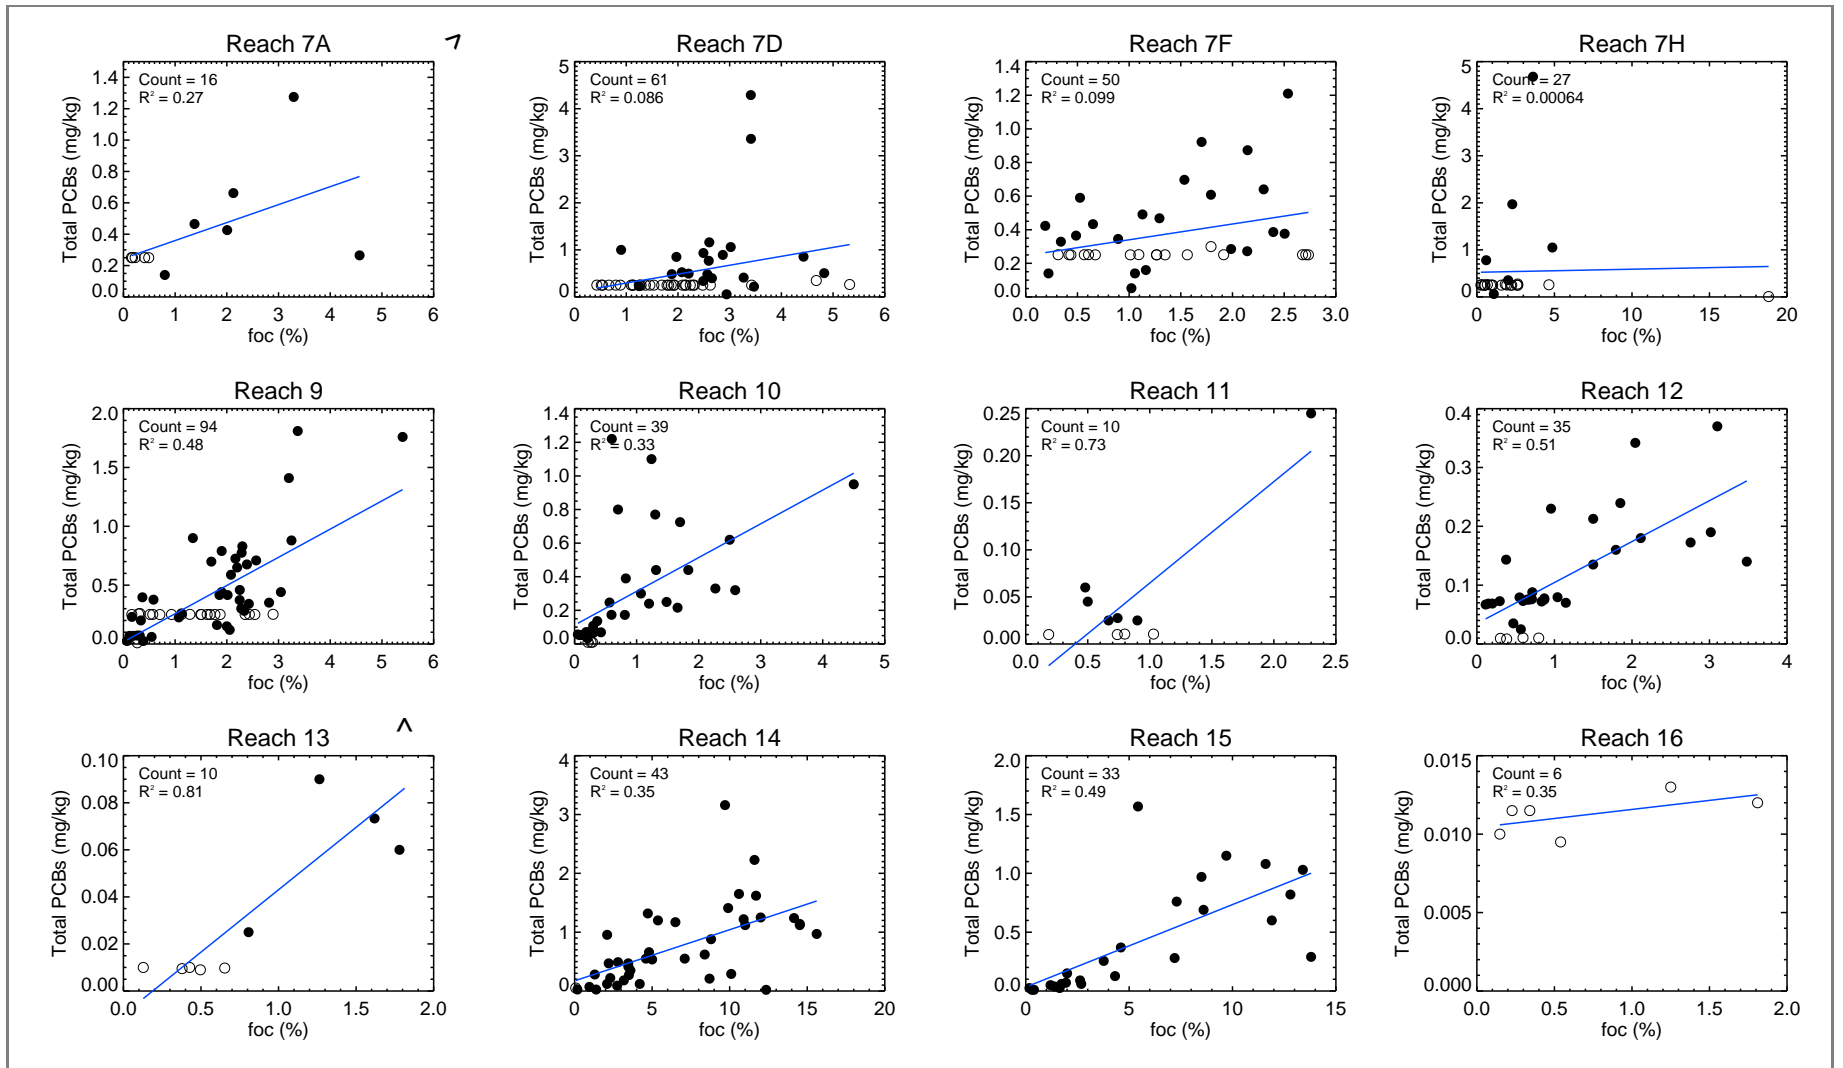 Reach 7A
Count = 16
R² = 0.27
Total PCBs (mg/kg)
1.4
1.2
1.0
0.8
0.6
0.4
0.2
0.0
0 1 2 3 4 5 6
foc (%)
>
Reach 7D
Count = 61
R² = 0.086
Total PCBs (mg/kg)
5
4
3
2
1
0
0 1 2 3 4 5 6
foc (%)
Reach 7F
Count = 50
R² = 0.099
Total PCBs (mg/kg)
1.4
1.2
1.0
0.8
0.6
0.4
0.2
0.0
0.0 0.5 1.0 1.5 2.0 2.5 3.0
foc (%)
Reach 7H
Count = 27
R² = 0.00064
Total PCBs (mg/kg)
5
4
3
2
1
0
0 5 10 15 20
foc (%)
Reach 9
Count = 94
R² = 0.48
Total PCBs (mg/kg)
2.0
1.5
1.0
0.5
0.0
0 1 2 3 4 5 6
foc (%)
Reach 10
Count = 39
R² = 0.33
Total PCBs (mg/kg)
1.4
1.2
1.0
0.8
0.6
0.4
0.2
0.0
0 1 2 3 4 5
foc (%)
Reach 11
Count = 10
R² = 0.73
Total PCBs (mg/kg)
0.25
0.20
0.15
0.10
0.05
0.00
0.0 0.5 1.0 1.5 2.0 2.5
foc (%)
Reach 12
Count = 35
R² = 0.51
Total PCBs (mg/kg)
0.4
0.3
0.2
0.1
0.0
0 1 2 3 4
foc (%)
^
Reach 13
Count = 10
R² = 0.81
Total PCBs (mg/kg)
0.10
0.08
0.06
0.04
0.02
0.00
0.0 0.5 1.0 1.5 2.0
foc (%)
Reach 14
Count = 43
R² = 0.35
Total PCBs (mg/kg)
4
3
2
1
0
0 5 10 15 20
foc (%)
Reach 15
Count = 33
R² = 0.49
Total PCBs (mg/kg)
2.0
1.5
1.0
0.5
0.0
0 5 10 15
foc (%)
Reach 16
Count = 6
R² = 0.35
Total PCBs (mg/kg)
0.015
0.010
0.005
0.000
0.0 0.5 1.0 1.5 2.0
foc (%)